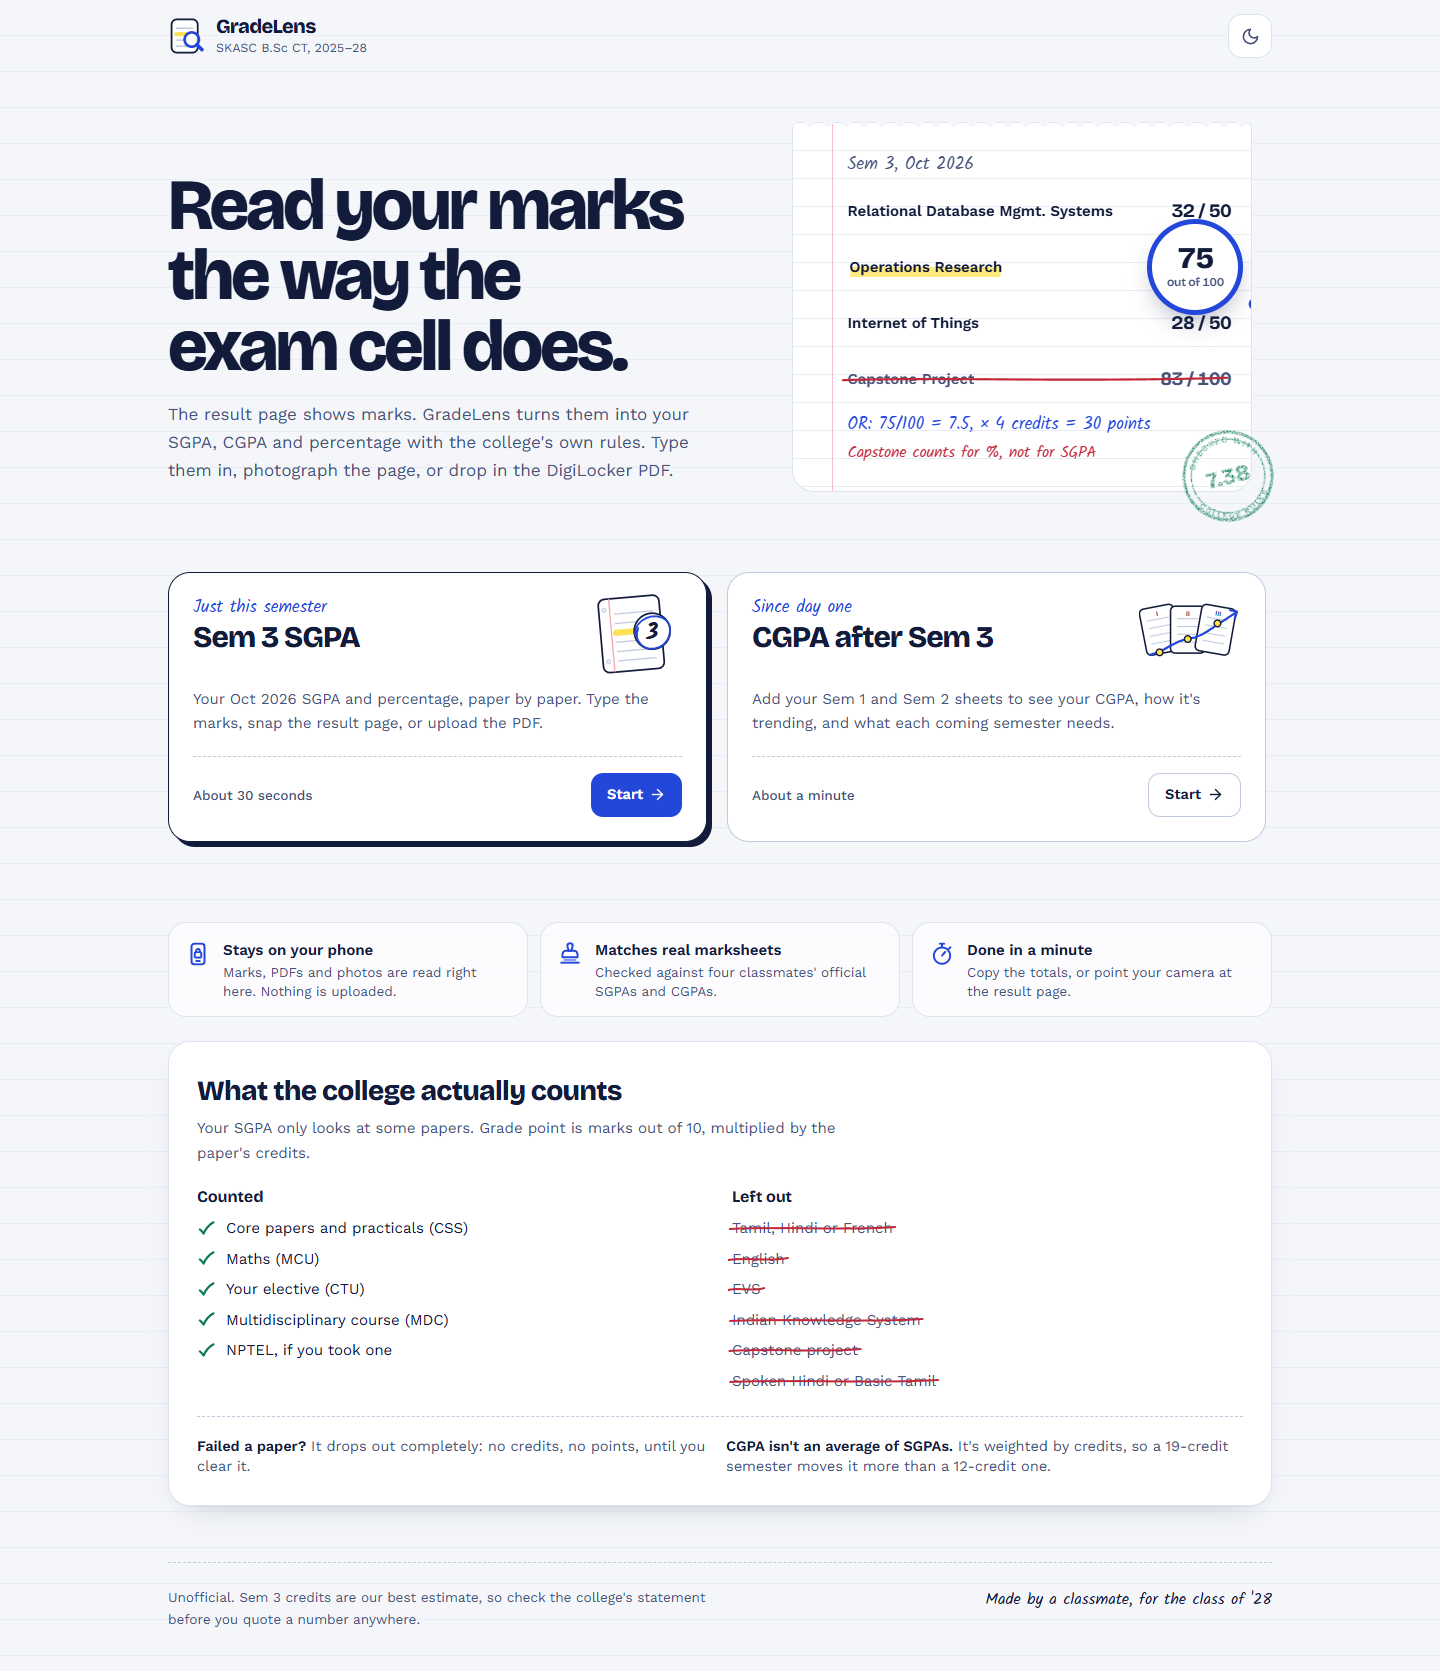 GradeLens
SKASC B.Sc CT, 2025–28
Read your marks
the way the
exam cell does.
The result page shows marks. GradeLens turns them into your
SGPA, CGPA and percentage with the college's own rules. Type
them in, photograph the page, or drop in the DigiLocker PDF.
Sem 3, Oct 2026
Relational Database Mgmt. Systems 32 / 50
Operations Research
75
out of 100
Internet of Things 28 / 50
Capstone Project 83 / 100
OR: 75/100 = 7.5, × 4 credits = 30 points
Capstone counts for %, not for SGPA
7.38
Just this semester
Sem 3 SGPA
3
Your Oct 2026 SGPA and percentage, paper by paper. Type the
marks, snap the result page, or upload the PDF.
About 30 seconds
Start →
Since day one
CGPA after Sem 3
I II III
Add your Sem 1 and Sem 2 sheets to see your CGPA, how it's
trending, and what each coming semester needs.
About a minute
Start →
Stays on your phone
Marks, PDFs and photos are read right
here. Nothing is uploaded.
Matches real marksheets
Checked against four classmates' official
SGPAs and CGPAs.
Done in a minute
Copy the totals, or point your camera at
the result page.
What the college actually counts
Your SGPA only looks at some papers. Grade point is marks out of 10, multiplied by the
paper's credits.
Counted
Core papers and practicals (CSS)
Maths (MCU)
Your elective (CTU)
Multidisciplinary course (MDC)
NPTEL, if you took one
Left out
Tamil, Hindi or French
English
EVS
Indian Knowledge System
Capstone project
Spoken Hindi or Basic Tamil
Failed a paper? It drops out completely: no credits, no points, until you
clear it.
CGPA isn't an average of SGPAs. It's weighted by credits, so a 19-credit
semester moves it more than a 12-credit one.
Unofficial. Sem 3 credits are our best estimate, so check the college's statement
before you quote a number anywhere.
Made by a classmate, for the class of '28